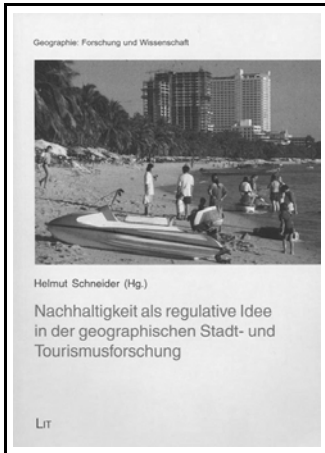 Geographie: Forschung und Wissenschaft
Helmut Schneider (Hg.)
Nachhaltigkeit als regulative Idee
in der geographischen Stadt- und
Tourismusforschung
LIT